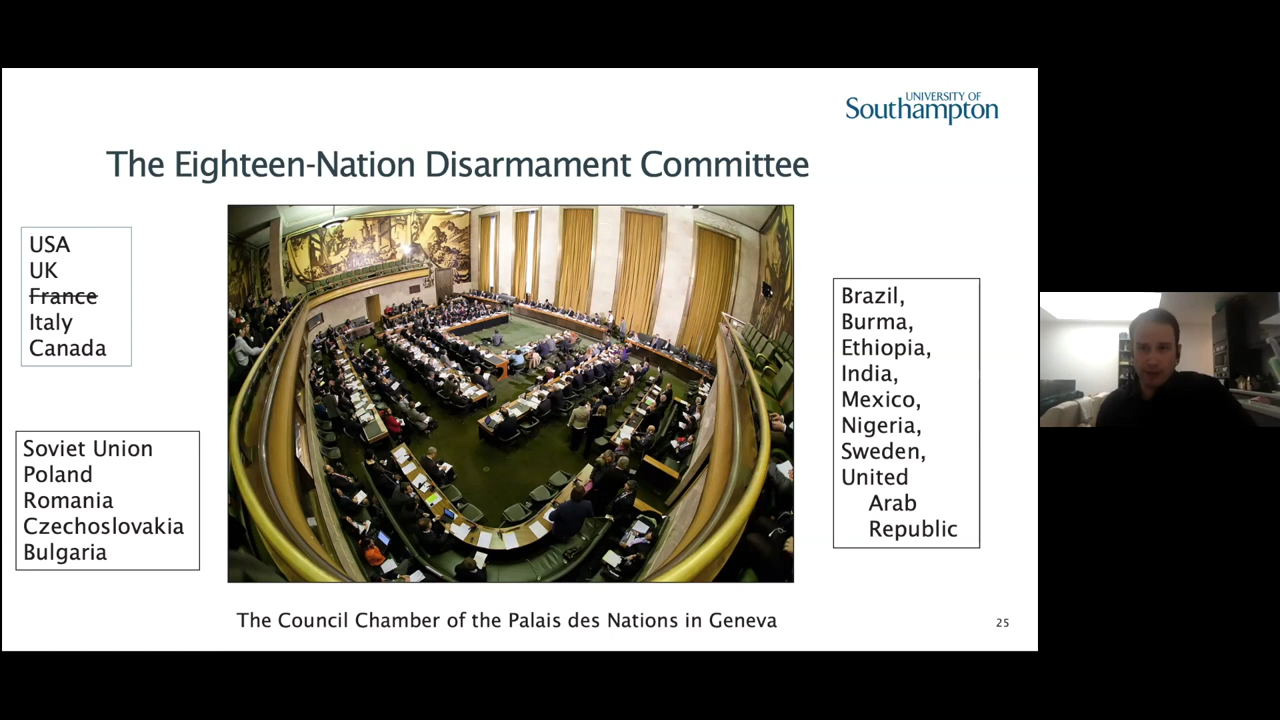 UNIVERSITY OF
Southampton
The Eighteen-Nation Disarmament Committee
USA
UK
France
Italy
Canada
Soviet Union
Poland
Romania
Czechoslovakia
Bulgaria
Brazil,
Burma,
Ethiopia,
India,
Mexico,
Nigeria,
Sweden,
United
Arab
Republic
The Council Chamber of the Palais des Nations in Geneva
25